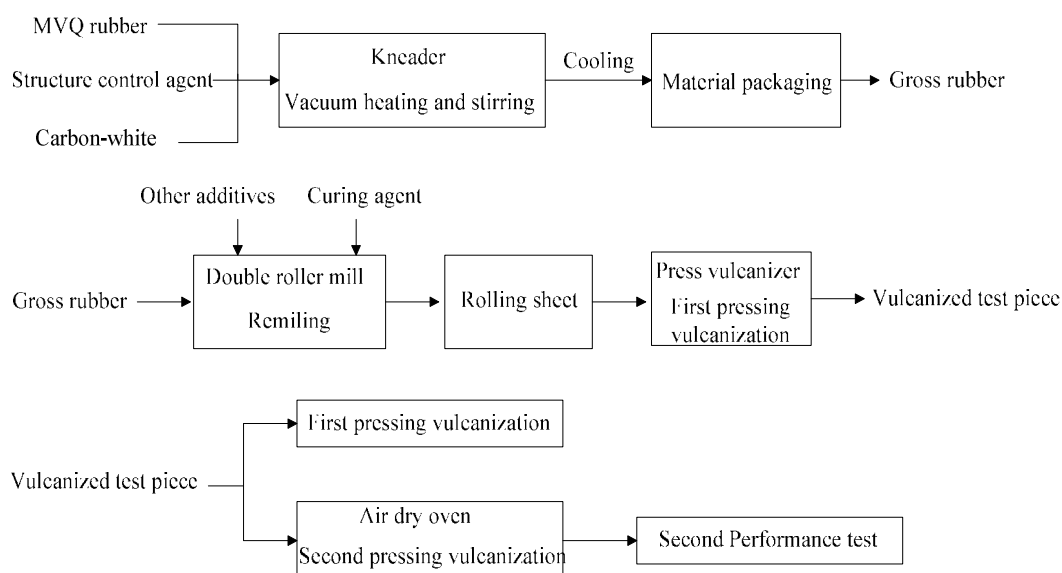 MVQ rubber
Structure control agent
Carbon-white
Kneader
Vacuum heating and stirring
Cooling
Material packaging
Gross rubber
Other additives
Curing agent
Gross rubber
Double roller mill
Remiling
Rolling sheet
Press vulcanizer
First pressing
vulcanization
Vulcanized test piece
Vulcanized test piece
First pressing vulcanization
Air dry oven
Second pressing vulcanization
Second Performance test